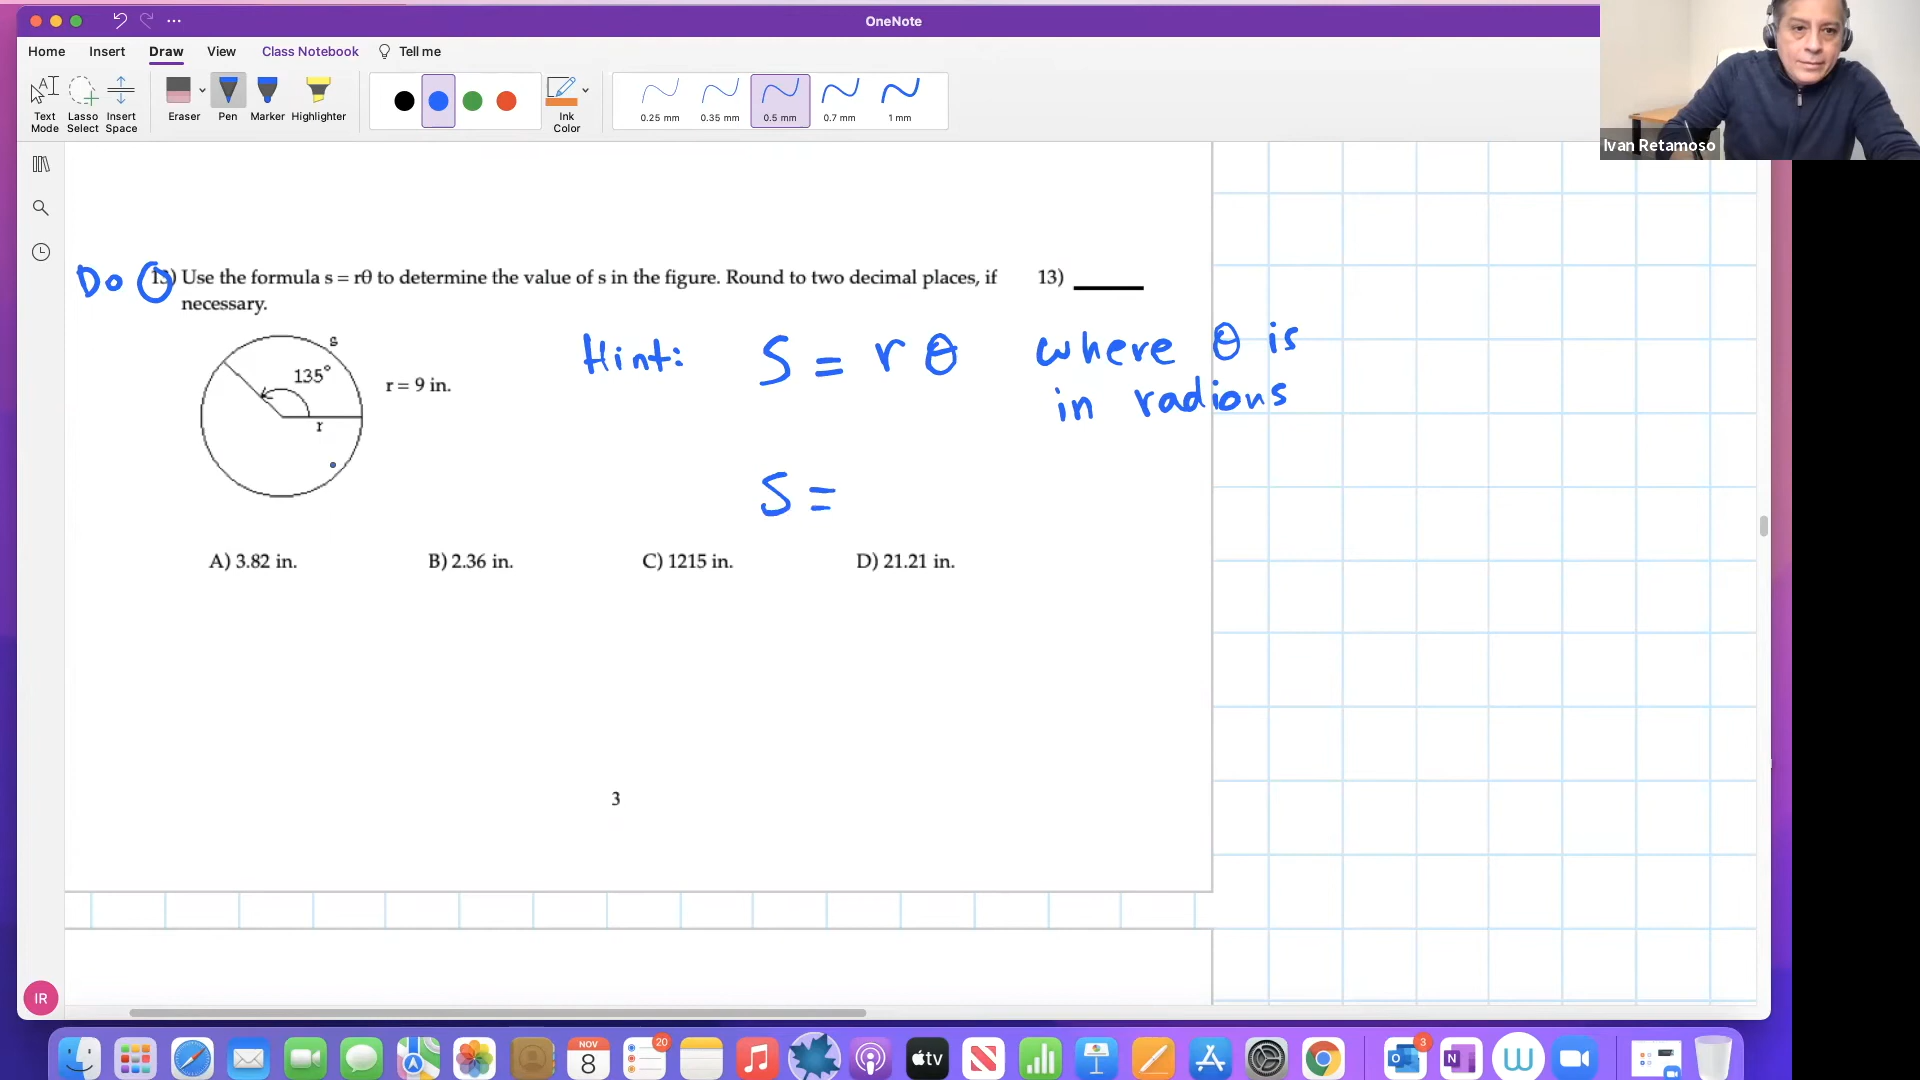 OneNote
Home Insert Draw View Class Notebook Tell me
Text Mode
Lasso Select
Insert Space
Eraser
Pen
Marker
Highlighter
Ink Color
0.25 mm
0.35 mm
0.5 mm
0.7 mm
1 mm
Ivan Retamoso
Do 13) Use the formula s = rθ to determine the value of s in the figure. Round to two decimal places, if 13)
necessary.
s
135°
r = 9 in.
r
Hint: S = r θ where θ is
in radians
S =
A) 3.82 in. B) 2.36 in. C) 1215 in. D) 21.21 in.
3
IR
NOV
8
20
tv
3